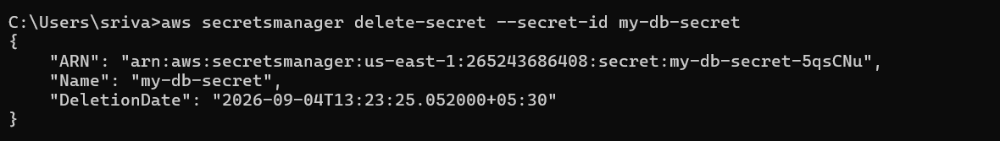 C:\Users\sriva>aws secretsmanager delete-secret --secret-id my-db-secret
{
    "ARN": "arn:aws:secretsmanager:us-east-1:265243686408:secret:my-db-secret-5qsCNu",
    "Name": "my-db-secret",
    "DeletionDate": "2026-09-04T13:23:25.052000+05:30"
}